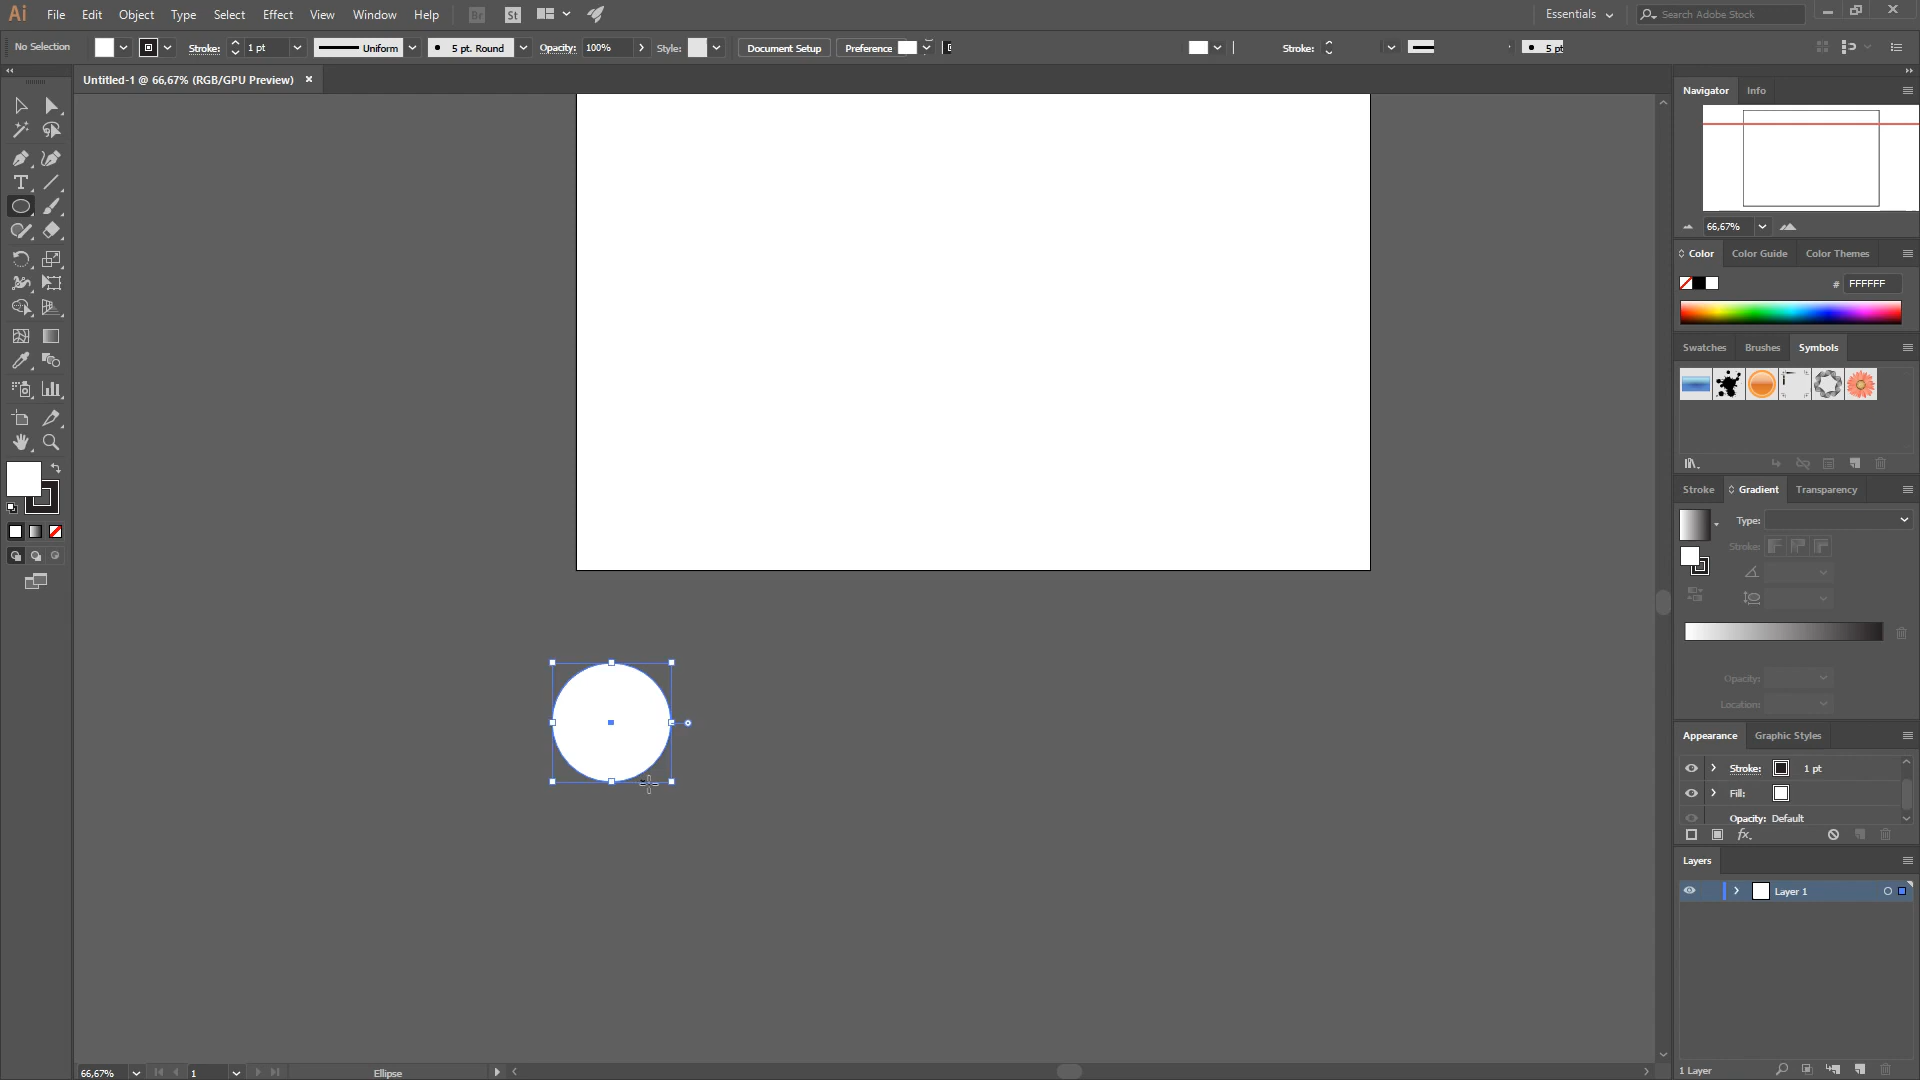 Ai File Edit Object Type Select Effect View Window Help Br St Essentials Search Adobe Stock
No Selection Stroke: 1 pt Uniform 5 pt. Round Opacity: 100% Style: Document Setup Preference Stroke: 5 pt
Untitled-1 @ 66,67% (RGB/GPU Preview)
Navigator Info
66,67%
Color Color Guide Color Themes
# FFFFFF
Swatches Brushes Symbols
Stroke Gradient Transparency
Type:
Stroke:
Opacity:
Location:
Appearance Graphic Styles
Stroke: 1 pt
Fill:
Opacity: Default
fx.
Layers
Layer 1
1 Layer
66,67% 1 Ellipse